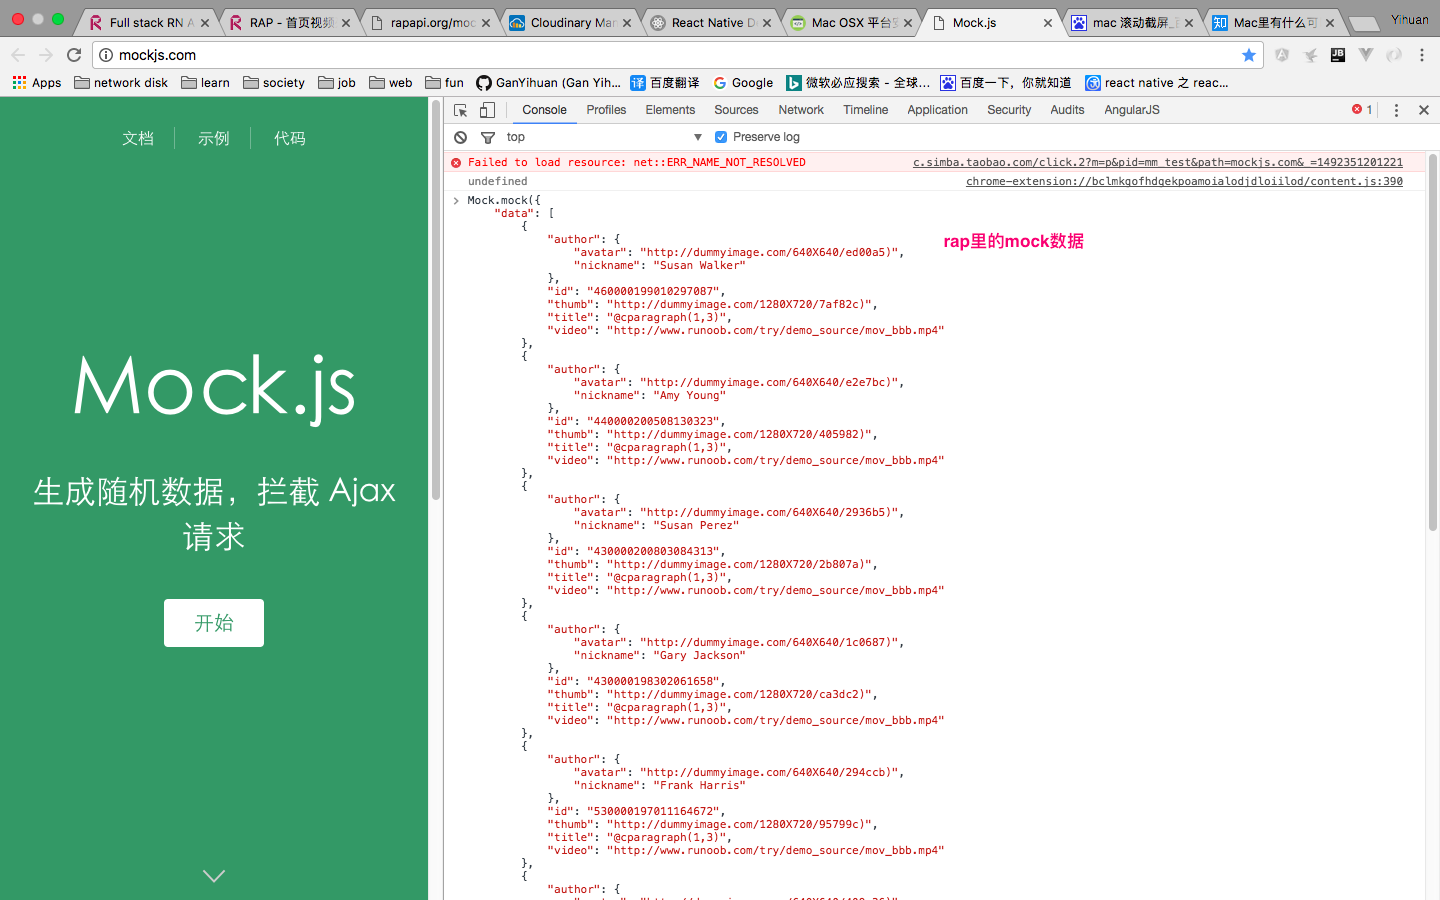 Full stack RN A
RAP - 首页视频
rapapi.org/moc
Cloudinary Mar
React Native De
Mac OSX 平台安
Mock.js
mac 滚动截屏_
Mac里有什么可
Yihuan
mockjs.com
Apps
network disk
learn
society
job
web
fun
GanYihuan (Gan Yih...
百度翻译
Google
微软必应搜索 - 全球...
百度一下，你就知道
react native 之 reac...
文档
示例
代码
Mock.js
生成随机数据，拦截 Ajax
请求
开始
Console
Profiles
Elements
Sources
Network
Timeline
Application
Security
Audits
AngularJS
1
top
Preserve log
Failed to load resource: net::ERR_NAME_NOT_RESOLVED
c.simba.taobao.com/click.2?m=p&pid=mm_test&path=mockjs.com&_=1492351201221
undefined
chrome-extension://bclmkgofhdgekpoamoialodjdloiilod/content.js:390
Mock.mock({
"data": [
{
"author": {
"avatar": "http://dummyimage.com/640X640/ed00a5)",
"nickname": "Susan Walker"
},
"id": "460000199010297087",
"thumb": "http://dummyimage.com/1280X720/7af82c)",
"title": "@cparagraph(1,3)",
"video": "http://www.runoob.com/try/demo_source/mov_bbb.mp4"
},
{
"author": {
"avatar": "http://dummyimage.com/640X640/e2e7bc)",
"nickname": "Amy Young"
},
"id": "440000200508130323",
"thumb": "http://dummyimage.com/1280X720/405982)",
"title": "@cparagraph(1,3)",
"video": "http://www.runoob.com/try/demo_source/mov_bbb.mp4"
},
{
"author": {
"avatar": "http://dummyimage.com/640X640/2936b5)",
"nickname": "Susan Perez"
},
"id": "430000200803084313",
"thumb": "http://dummyimage.com/1280X720/2b807a)",
"title": "@cparagraph(1,3)",
"video": "http://www.runoob.com/try/demo_source/mov_bbb.mp4"
},
{
"author": {
"avatar": "http://dummyimage.com/640X640/1c0687)",
"nickname": "Gary Jackson"
},
"id": "430000198302061658",
"thumb": "http://dummyimage.com/1280X720/ca3dc2)",
"title": "@cparagraph(1,3)",
"video": "http://www.runoob.com/try/demo_source/mov_bbb.mp4"
},
{
"author": {
"avatar": "http://dummyimage.com/640X640/294ccb)",
"nickname": "Frank Harris"
},
"id": "530000197011164672",
"thumb": "http://dummyimage.com/1280X720/95799c)",
"title": "@cparagraph(1,3)",
"video": "http://www.runoob.com/try/demo_source/mov_bbb.mp4"
},
{
"author": {
rap里的mock数据